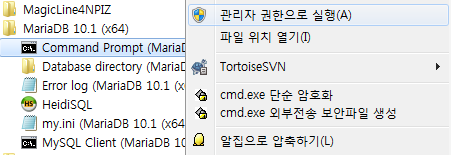 MagicLine4NPIZ
MariaDB 10.1 (x64)
Command Prompt (MariaDB
Database directory (MariaDB
Error log (MariaDB 10.1
HeidiSQL
my.ini (MariaDB 10.1 (x64)
MySQL Client (MariaDB 10.1
관리자 권한으로 실행(A)
파일 위치 열기(I)
TortoiseSVN
cmd.exe 단순 암호화
cmd.exe 외부전송 보안파일 생성
알집으로 압축하기(L)